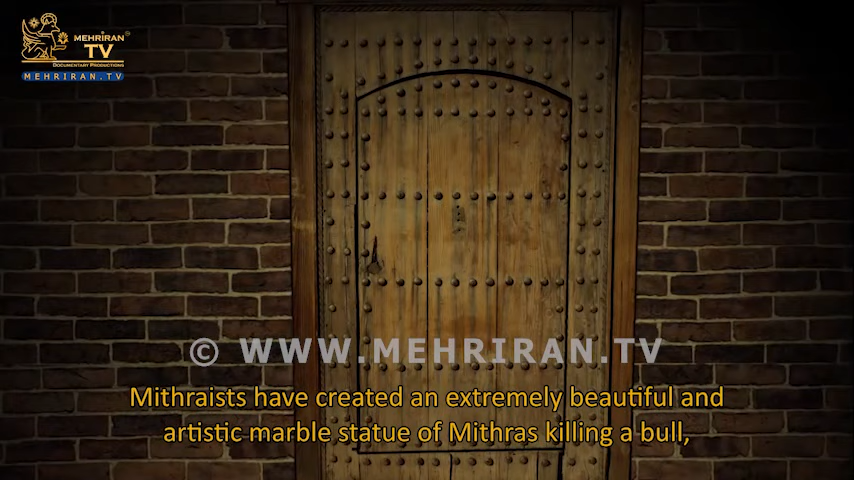 MEHRIRAN
TV
DOCUMENTARY PRODUCTIONS
MEHRIRAN.TV
© WWW.MEHRIRAN.TV
Mithraists have created an extremely beautiful and
artistic marble statue of Mithras killing a bull,